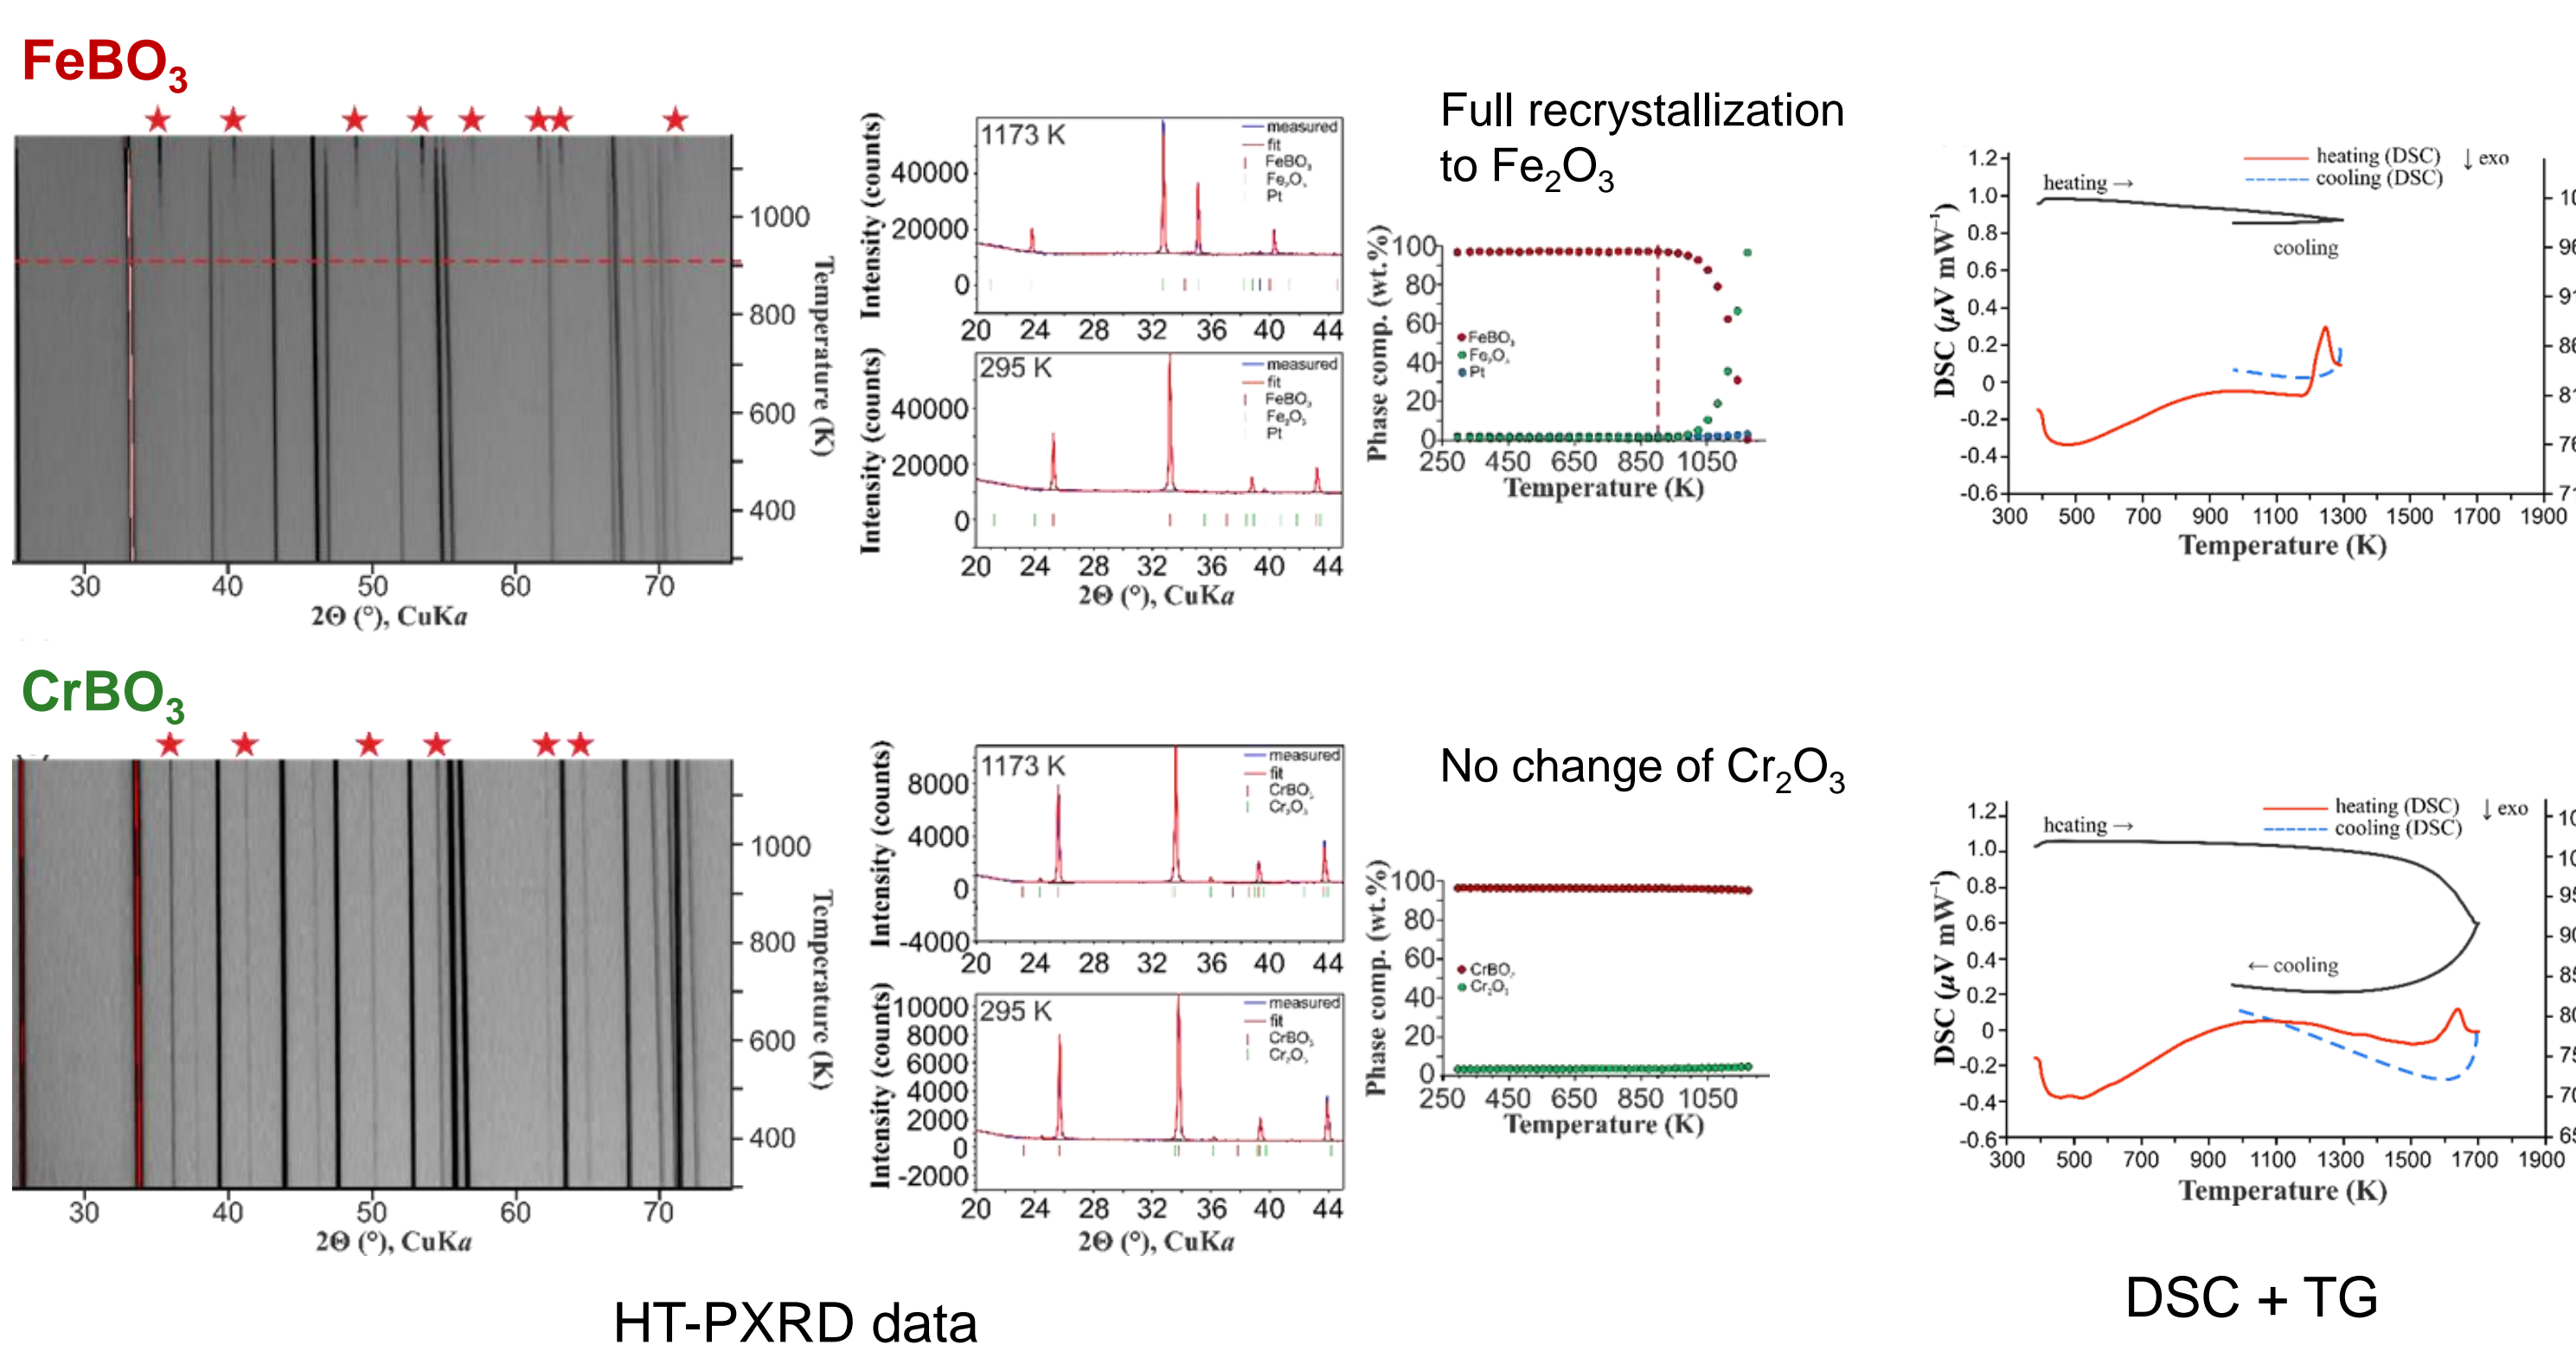 FeBO₃
1000
800
600
400
Temperature (K)
30 40 50 60 70
2Θ (°), CuKa
Intensity (counts)
1173 K
measured
fit
FeBO₃
Pt
40000
20000
0
20 24 28 32 36 40 44
Intensity (counts)
295 K
measured
fit
FeBO₃
Fe₂O₃
Pt
40000
20000
0
20 24 28 32 36 40 44
2Θ (°), CuKa
Full recrystallization
to Fe₂O₃
Phase comp. (wt.%)
100
80
60
40
20
0
FeBO₃
Pt
250 450 650 850 1050
Temperature (K)
heating (DSC) ↓ exo
cooling (DSC)
heating →
cooling
DSC (μV mW⁻¹)
1.2
1.0
0.8
0.6
0.4
0.2
0
-0.2
-0.4
-0.6
300 500 700 900 1100 1300 1500 1700 1900
Temperature (K)
CrBO₃
1000
800
600
400
Temperature (K)
30 40 50 60 70
2Θ (°), CuKa
Intensity (counts)
1173 K
measured
fit
8000
4000
0
-4000
20 24 28 32 36 40 44
Intensity (counts)
295 K
measured
fit
CrBO₃
10000
8000
6000
4000
2000
0
-2000
20 24 28 32 36 40 44
2Θ (°), CuKa
No change of Cr₂O₃
Phase comp. (wt.%)
100
80
60
40
20
0
250 450 650 850 1050
Temperature (K)
heating (DSC) ↓ exo
cooling (DSC)
heating →
← cooling
DSC (μV mW⁻¹)
1.2
1.0
0.8
0.6
0.4
0.2
0
-0.2
-0.4
-0.6
300 500 700 900 1100 1300 1500 1700 1900
Temperature (K)
HT-PXRD data
DSC + TG